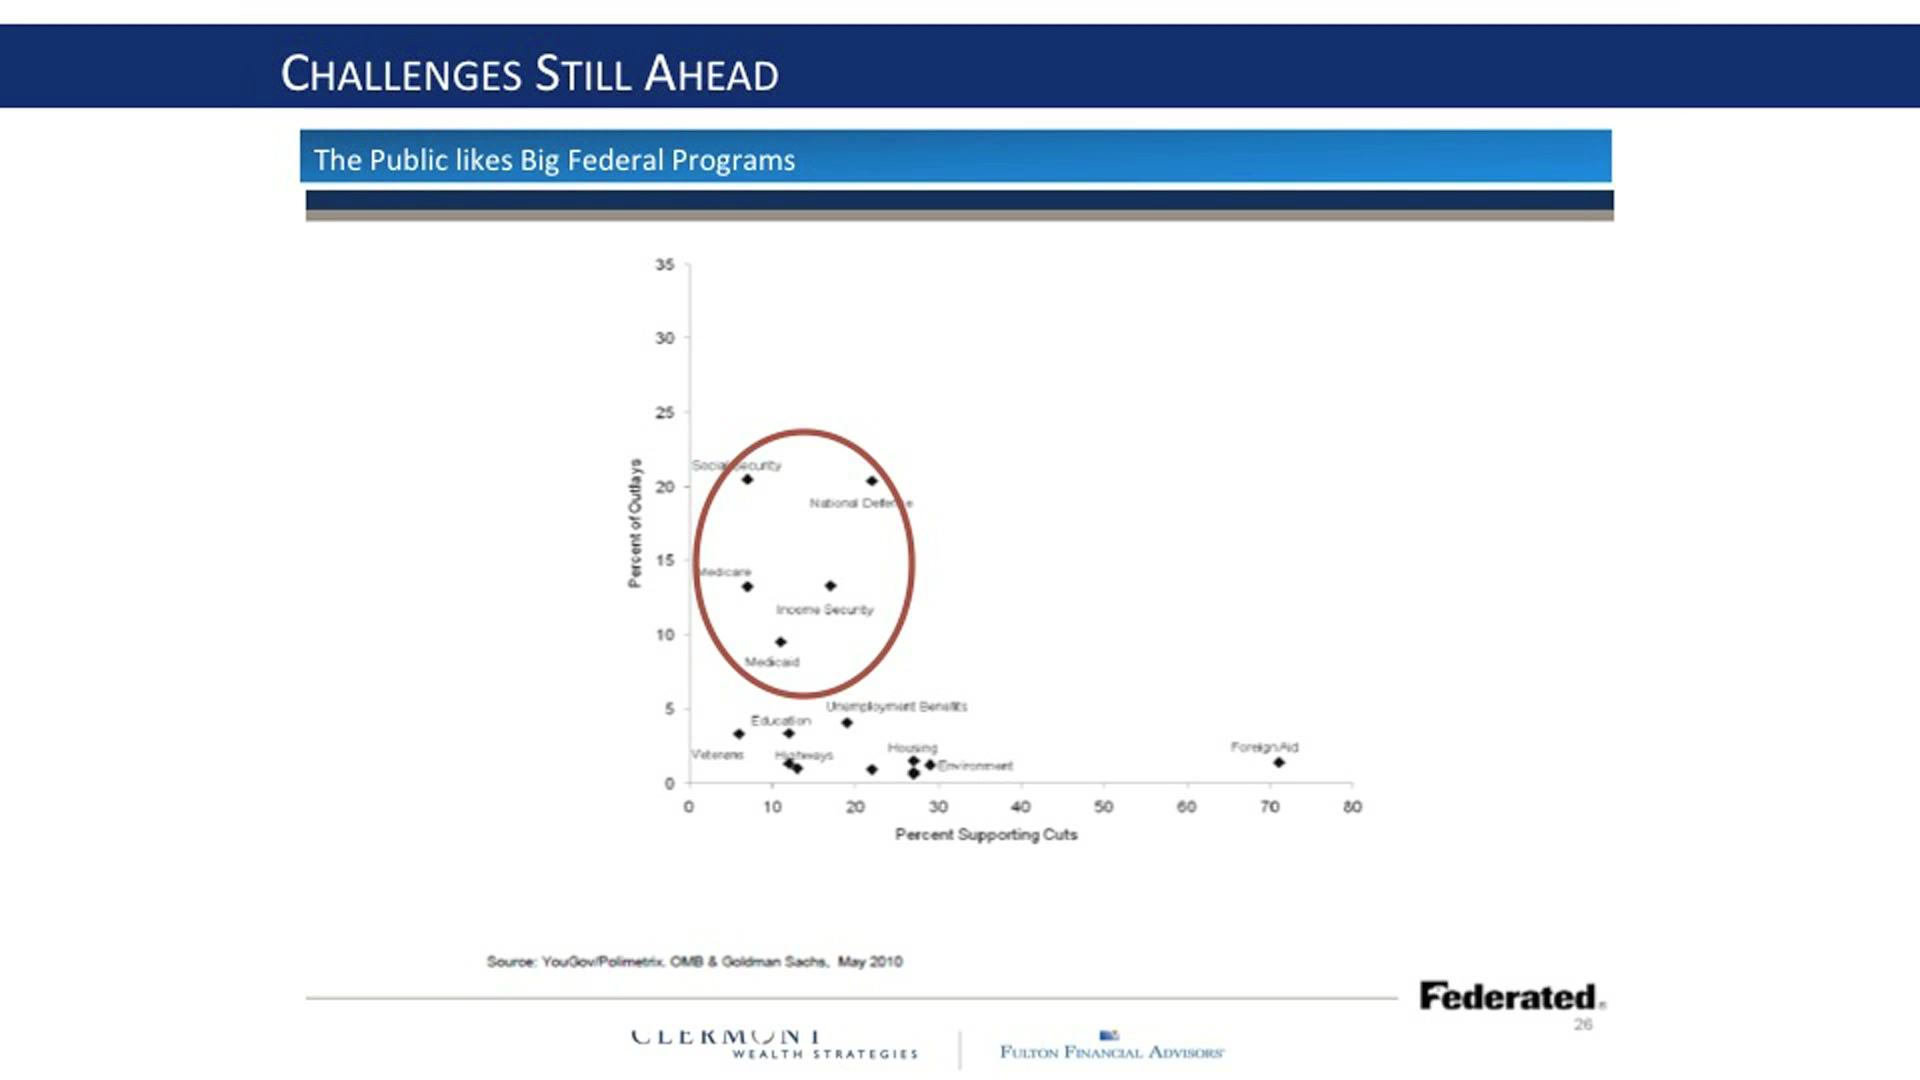 CHALLENGES STILL AHEAD
The Public likes Big Federal Programs
35
30
25
20
15
10
5
0
Percent of Outlays
Social Security
National Defense
Medicare
Income Security
Medicaid
Unemployment Benefits
Education
Veterans
Highways
Housing
Environment
Foreign Aid
0 10 20 30 40 50 60 70 80
Percent Supporting Cuts
Source: YouGov/Polimetrix. OMB & Goldman Sachs, May 2010
Federated
26
CLERMONT
WEALTH STRATEGIES
FULTON FINANCIAL ADVISORS